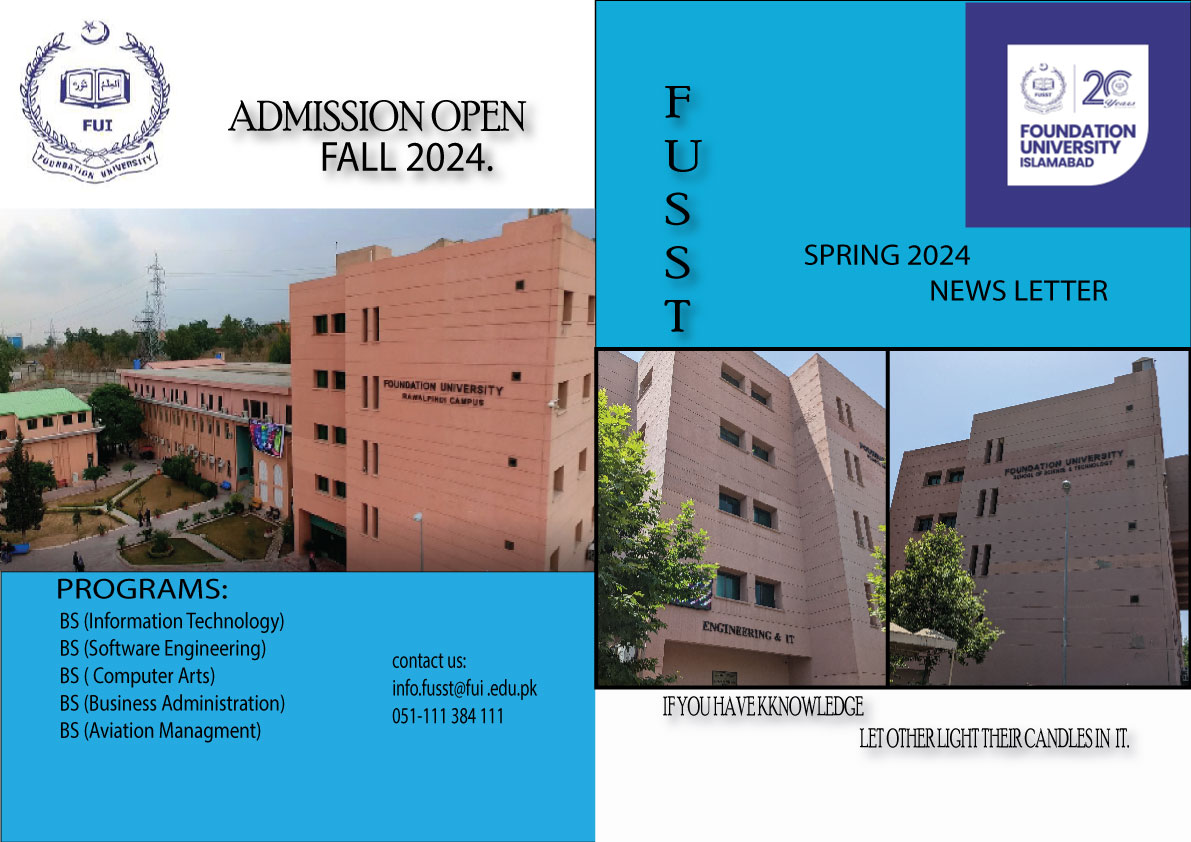 العلم نور
FUI
FOUNDATION UNIVERSITY
ADMISSION OPEN
FALL 2024.
FOUNDATION UNIVERSITY
RAWALPINDI CAMPUS
PROGRAMS:
BS (Information Technology)
BS (Software Engineering)
BS ( Computer Arts)
BS (Business Administration)
BS (Aviation Managment)
contact us:
info.fusst@fui .edu.pk
051-111 384 111
F
U
S
S
T
FUSST
20
Years
FOUNDATION
UNIVERSITY
ISLAMABAD
SPRING 2024
NEWS LETTER
ENGINEERING & IT
FOUNDATION UNIVERSITY
SCHOOL OF SCIENCE & TECHNOLOGY
IF YOU HAVE KKNOWLEDGE
LET OTHER LIGHT THEIR CANDLES IN IT.